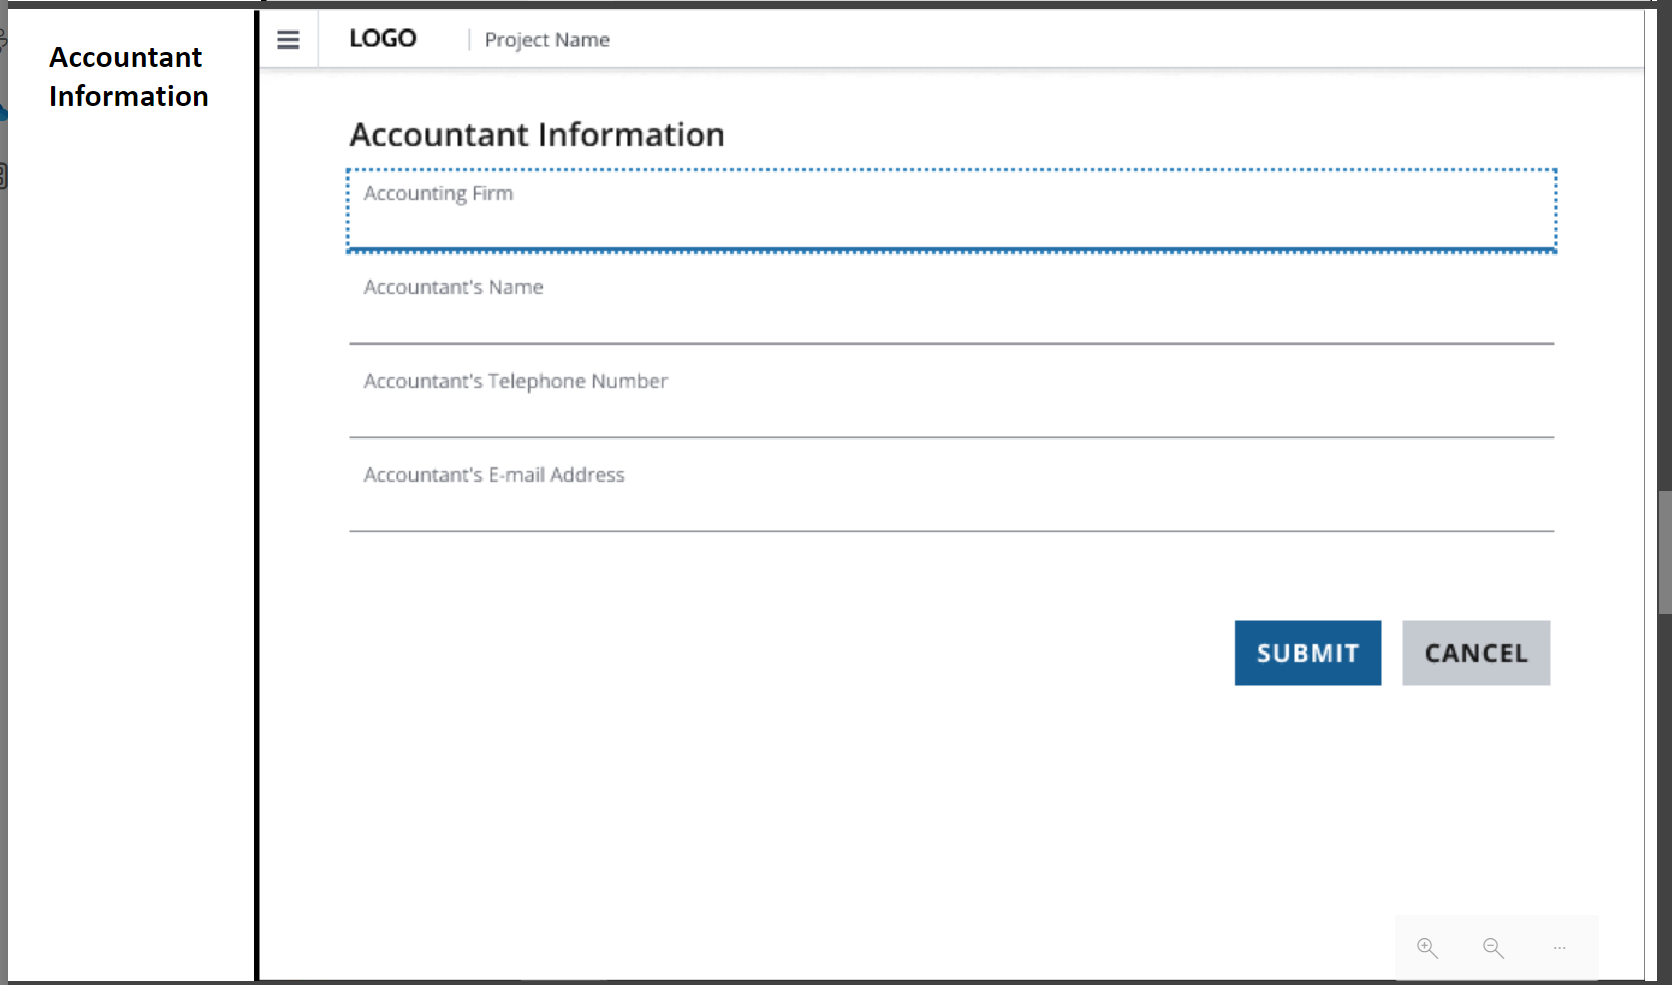 Accountant
Information
LOGO
Project Name
Accountant Information
Accounting Firm
Accountant's Name
Accountant's Telephone Number
Accountant's E-mail Address
SUBMIT
CANCEL